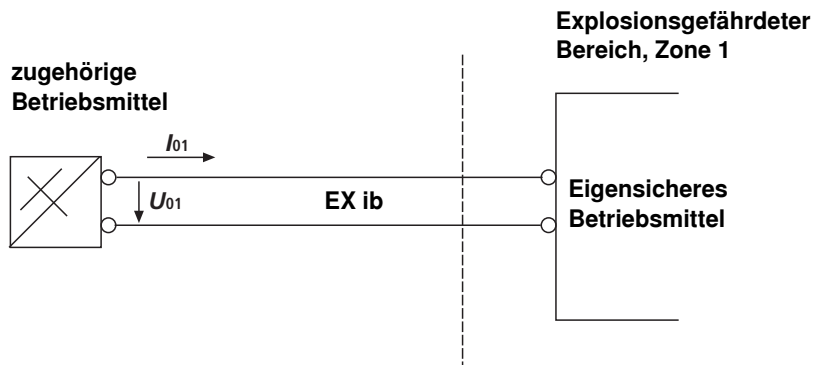 Explosionsgefährdeter
Bereich, Zone 1
zugehörige
Betriebsmittel
I01
U01
EX ib
Eigensicheres
Betriebsmittel